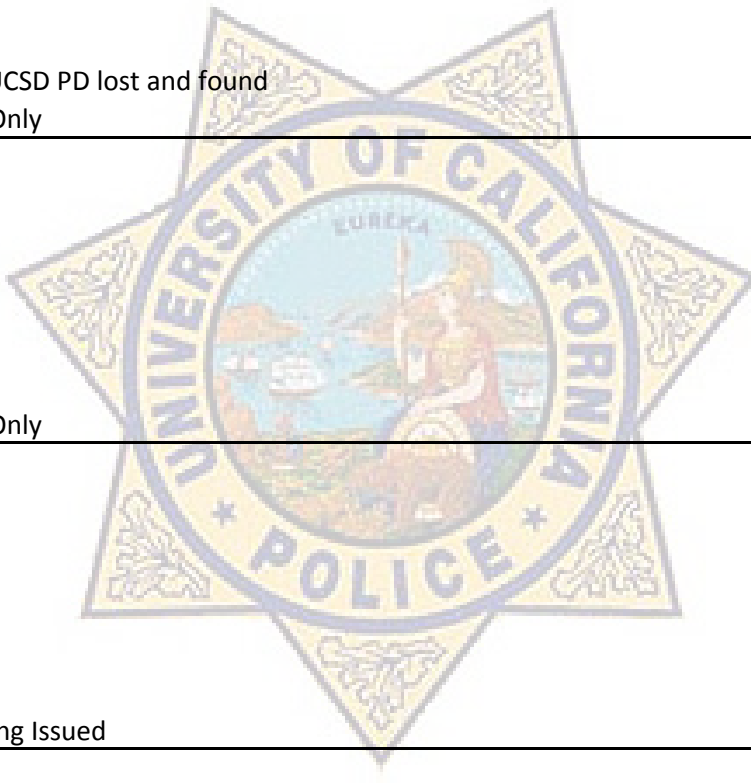 UCSD PD lost and found
Only
UNIVERSITY OF CALIFORNIA
EUREKA
Only
POLICE
ng Issued